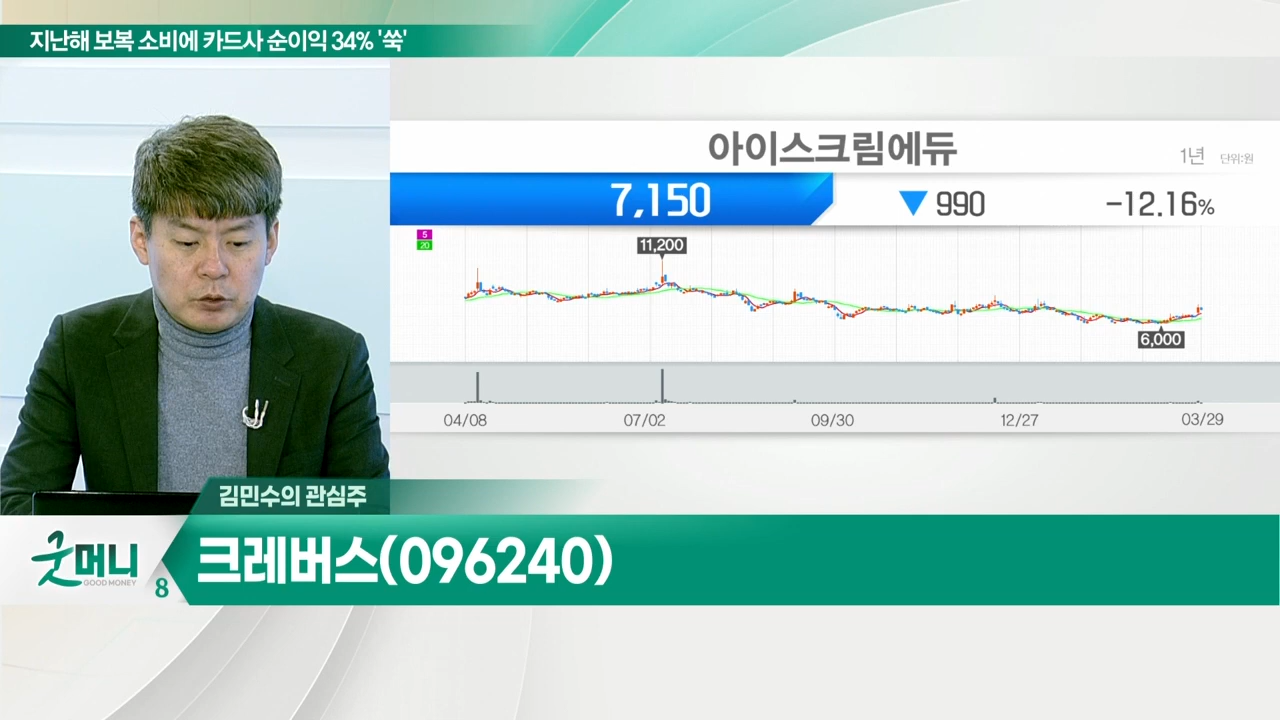 지난해 보복 소비에 카드사 순이익 34% '쑥'
아이스크림에듀
1년 단위:원
7,150 ▼ 990 -12.16%
5
20
11,200
6,000
04/08 07/02 09/30 12/27 03/29
김민수의 관심주
굿머니
GOOD MONEY
8
크레버스(096240)